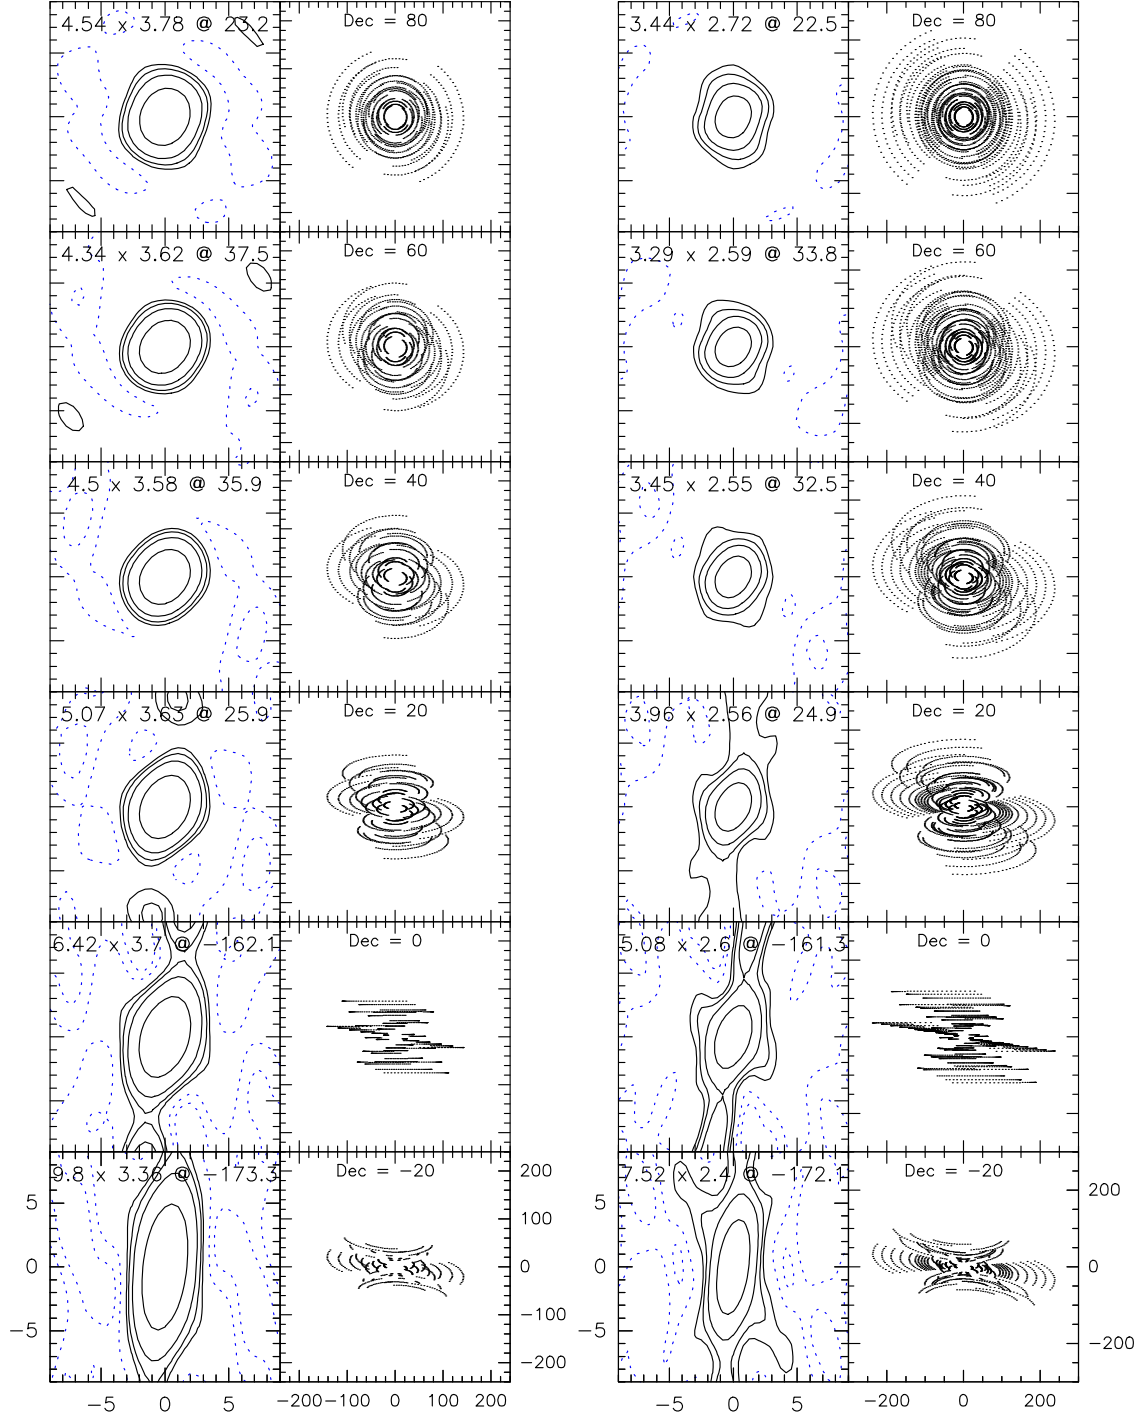 4.54 x 3.78 @ 23.2 Dec = 80 3.44 x 2.72 @ 22.5 Dec = 80
4.34 x 3.62 @ 37.5 Dec = 60 3.29 x 2.59 @ 33.8 Dec = 60
4.5 x 3.58 @ 35.9 Dec = 40 3.45 x 2.55 @ 32.5 Dec = 40
5.07 x 3.63 @ 25.9 Dec = 20 3.96 x 2.56 @ 24.9 Dec = 20
6.42 x 3.7 @ −162.1 Dec = 0 5.08 x 2.6 @ −161.3 Dec = 0
9.8 x 3.36 @ −173.3 Dec = −20 200 7.52 x 2.4 @ −172.1 Dec = −20
5 100 5 200
0 0 0 0
−5 −100 −5
−200 −200
−5 0 5 −200 −100 0 100 200 −5 0 5 −200 0 200